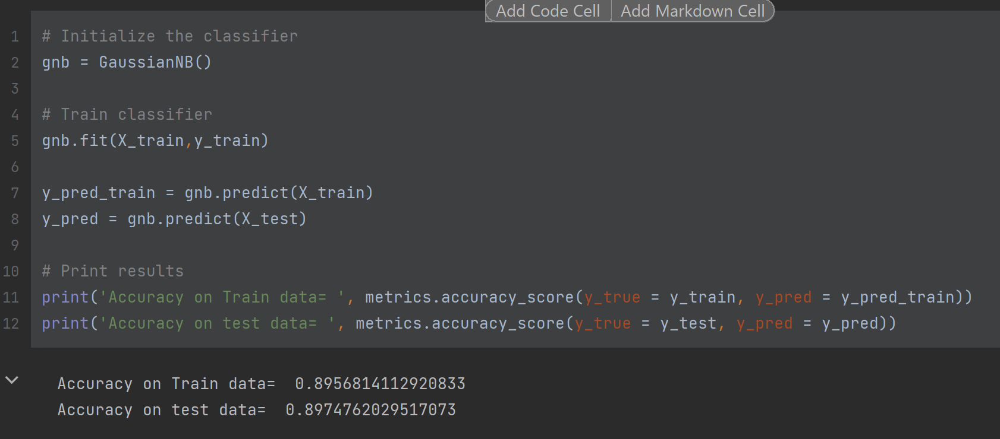 Add Code Cell Add Markdown Cell
1 # Initialize the classifier
2 gnb = GaussianNB()
3
4 # Train classifier
5 gnb.fit(X_train,y_train)
6
7 y_pred_train = gnb.predict(X_train)
8 y_pred = gnb.predict(X_test)
9
10 # Print results
11 print('Accuracy on Train data= ', metrics.accuracy_score(y_true = y_train, y_pred = y_pred_train))
12 print('Accuracy on test data= ', metrics.accuracy_score(y_true = y_test, y_pred = y_pred))
Accuracy on Train data=  0.8956814112920833
Accuracy on test data=  0.8974762029517073